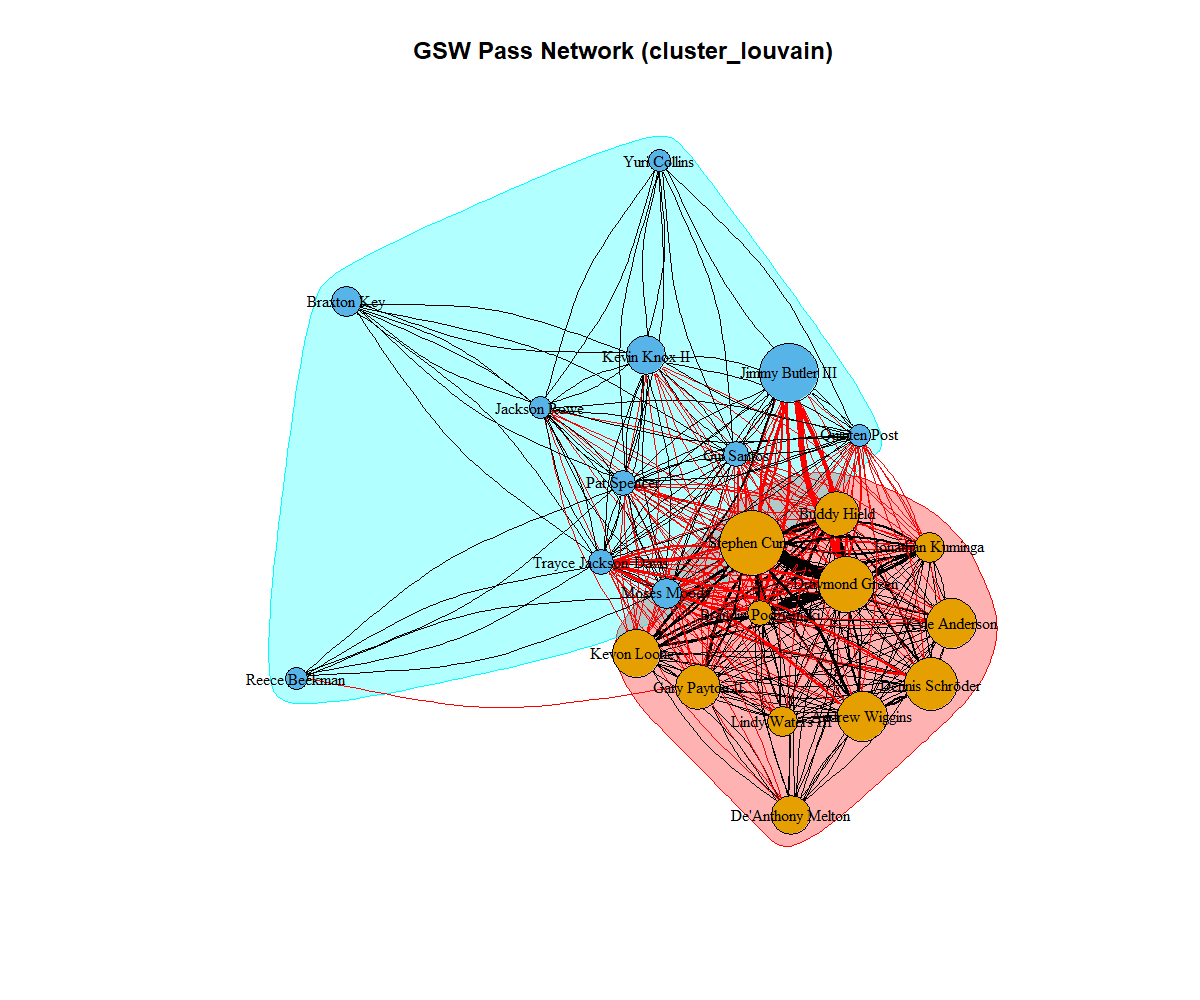 GSW Pass Network (cluster_louvain)
Yuri Collins
Braxton Key
Kevin Knox II
Jimmy Butler III
Jackson Rowe
Quinten Post
Gui Santos
Pat Spencer
Buddy Hield
Stephen Curry
Jonathan Kuminga
Trayce Jackson-Davis
Draymond Green
Moses Moody
Brandin Podziemski
Kyle Anderson
Kevon Looney
Reece Beekman
Gary Payton II
Dennis Schröder
Lindy Waters III
Andrew Wiggins
De'Anthony Melton